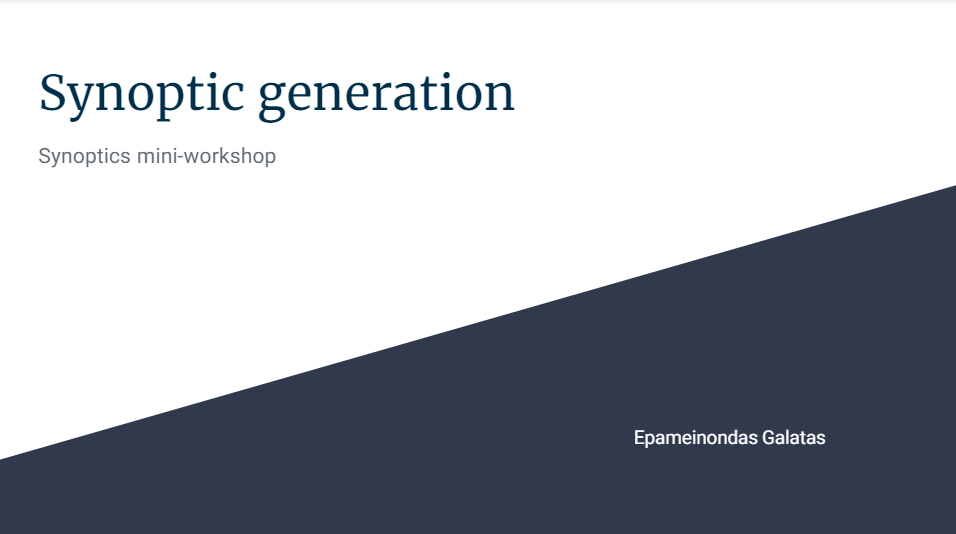 Synoptic generation
Synoptics mini-workshop
Epameinondas Galatas